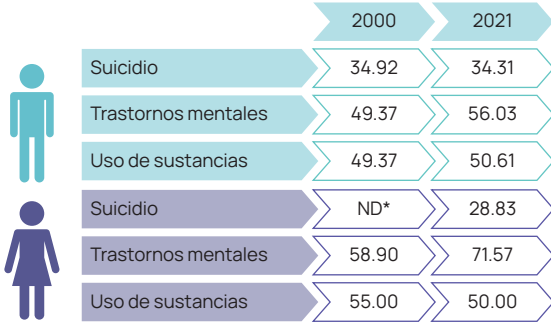 2000 2021
Suicidio 34.92 34.31
Trastornos mentales 49.37 56.03
Uso de sustancias 49.37 50.61
Suicidio ND* 28.83
Trastornos mentales 58.90 71.57
Uso de sustancias 55.00 50.00